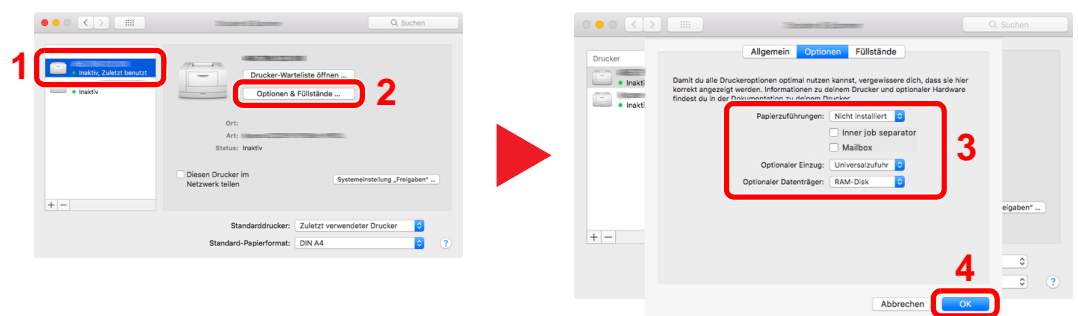 Suchen
1
Inaktiv, Zuletzt benutzt
Inaktiv
Drucker-Warteliste öffnen ...
Optionen & Füllstände ...
2
Ort:
Art:
Status: Inaktiv
Diesen Drucker im
Netzwerk teilen
Systemeinstellung „Freigaben“ ...
+ −
Standarddrucker: Zuletzt verwendeter Drucker
Standard-Papierformat: DIN A4
?
Suchen
Drucker
Inakti
Inakti
Allgemein Optionen Füllstände
Damit du alle Druckeroptionen optimal nutzen kannst, vergewissere dich, dass sie hier
korrekt angezeigt werden. Informationen zu deinem Drucker und optionaler Hardware
findest du in der Dokumentation zu deinem Drucker.
Papierzuführungen: Nicht installiert
Inner job separator
Mailbox
3
Optionaler Einzug: Universalzufuhr
Optionaler Datenträger: RAM-Disk
eigaben“ ...
+ −
4
?
Abbrechen OK